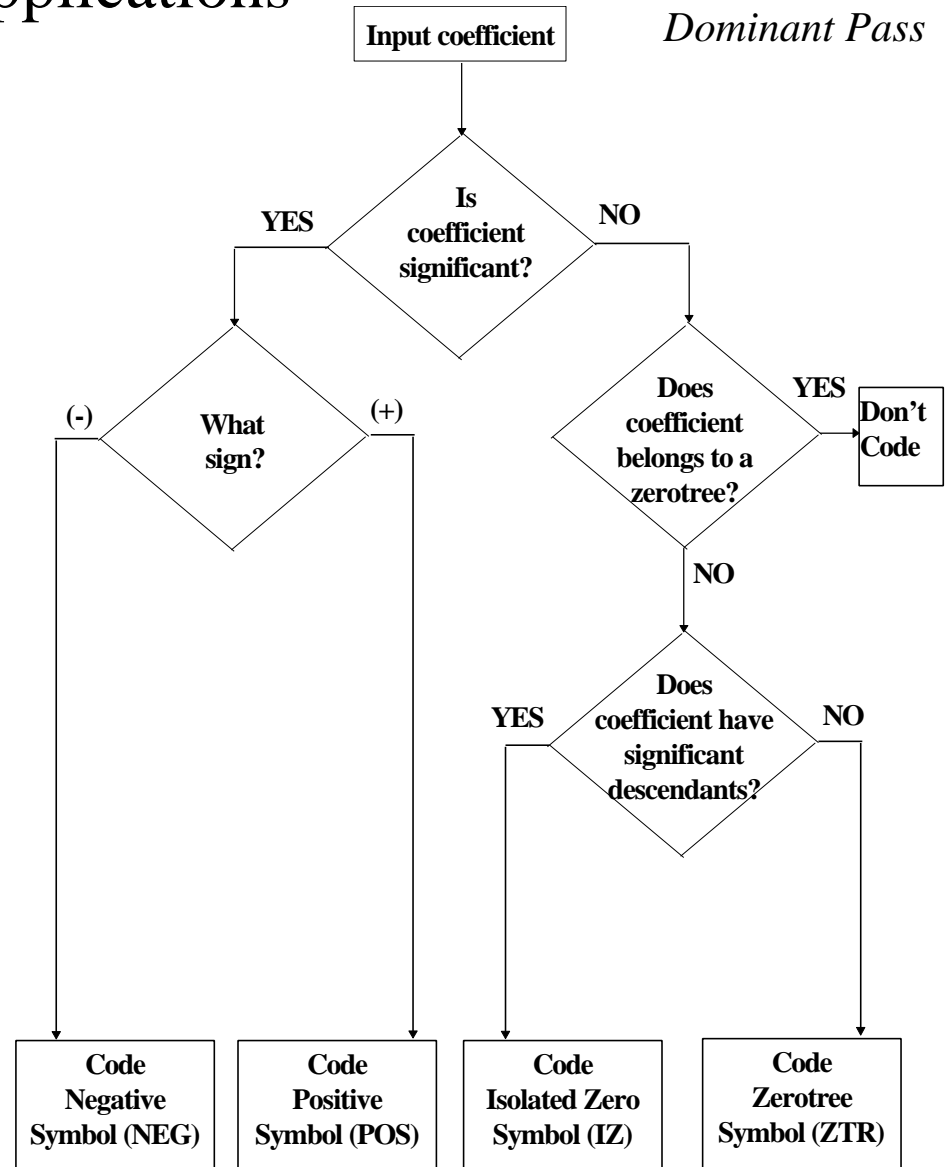 pplications
Dominant Pass
Input coefficient
Is
coefficient
significant?
YES
NO
What
sign?
(-)
(+)
Does
coefficient
belongs to a
zerotree?
YES
Don’t
Code
NO
Does
coefficient have
significant
descendants?
YES
NO
Code
Negative
Symbol (NEG)
Code
Positive
Symbol (POS)
Code
Isolated Zero
Symbol (IZ)
Code
Zerotree
Symbol (ZTR)